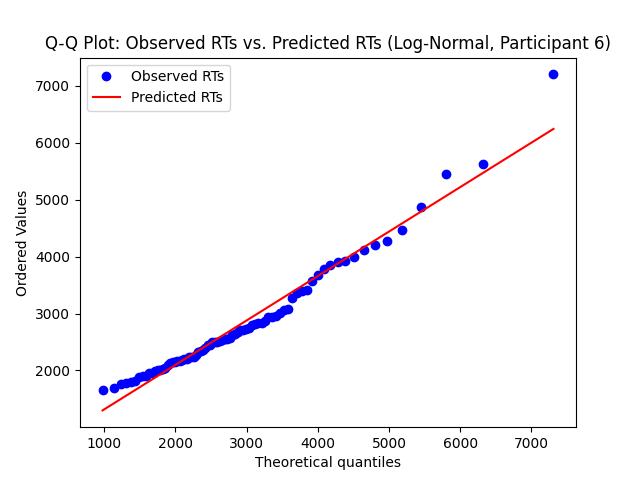 Q-Q Plot: Observed RTs vs. Predicted RTs (Log-Normal, Participant 6)
Observed RTs
Predicted RTs
7000
6000
5000
4000
3000
2000
Ordered Values
1000 2000 3000 4000 5000 6000 7000
Theoretical quantiles